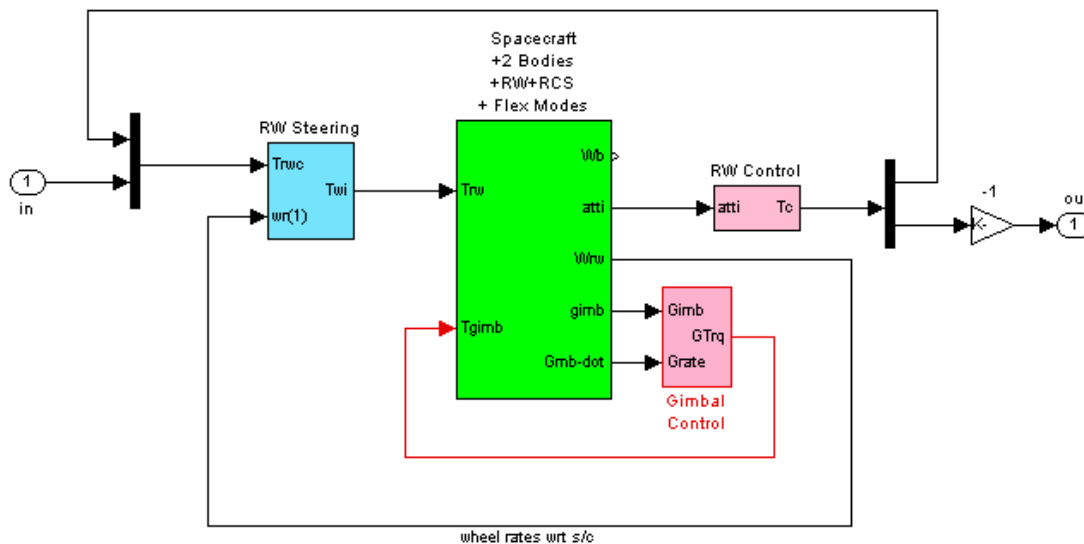 Spacecraft
+2 Bodies
+RW+RCS
+ Flex Modes
RW Steering
Trwc
Twi
wr(1)
1
in
Trw
Tgimb
Wb
atti
Wrw
gimb
Gmb-dot
RW Control
atti
Tc
Gimb
GTrq
Grate
Gimbal
Control
-1
K-
ou
1
wheel rates wrt s/c